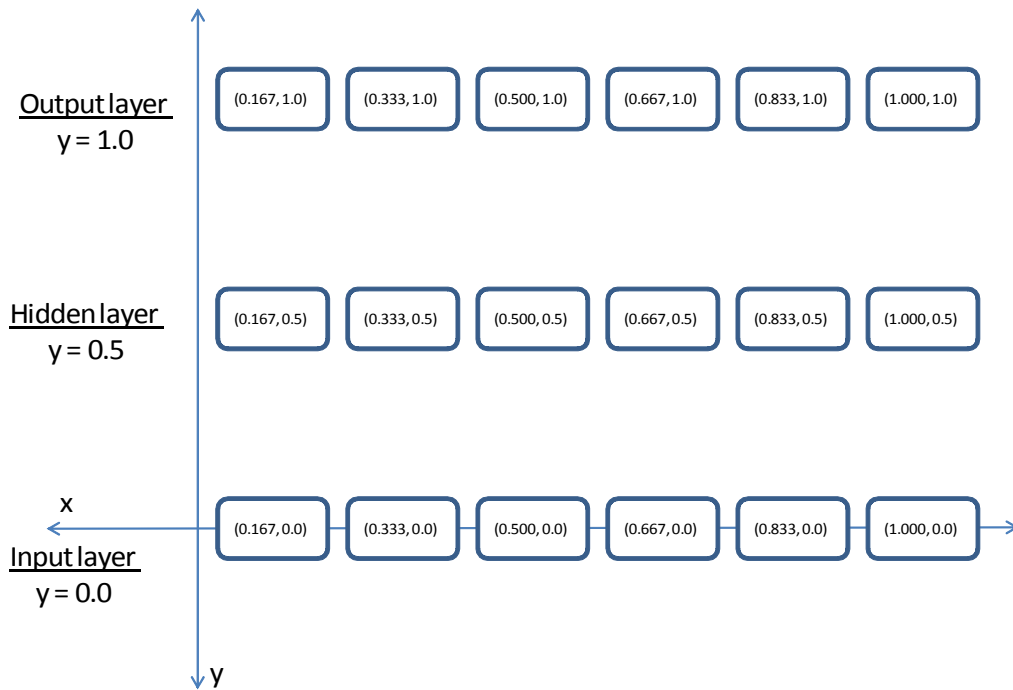 Output layer
y = 1.0
(0.167, 1.0) (0.333, 1.0) (0.500, 1.0) (0.667, 1.0) (0.833, 1.0) (1.000, 1.0)
Hidden layer
y = 0.5
(0.167, 0.5) (0.333, 0.5) (0.500, 0.5) (0.667, 0.5) (0.833, 0.5) (1.000, 0.5)
x
(0.167, 0.0) (0.333, 0.0) (0.500, 0.0) (0.667, 0.0) (0.833, 0.0) (1.000, 0.0)
Input layer
y = 0.0
y